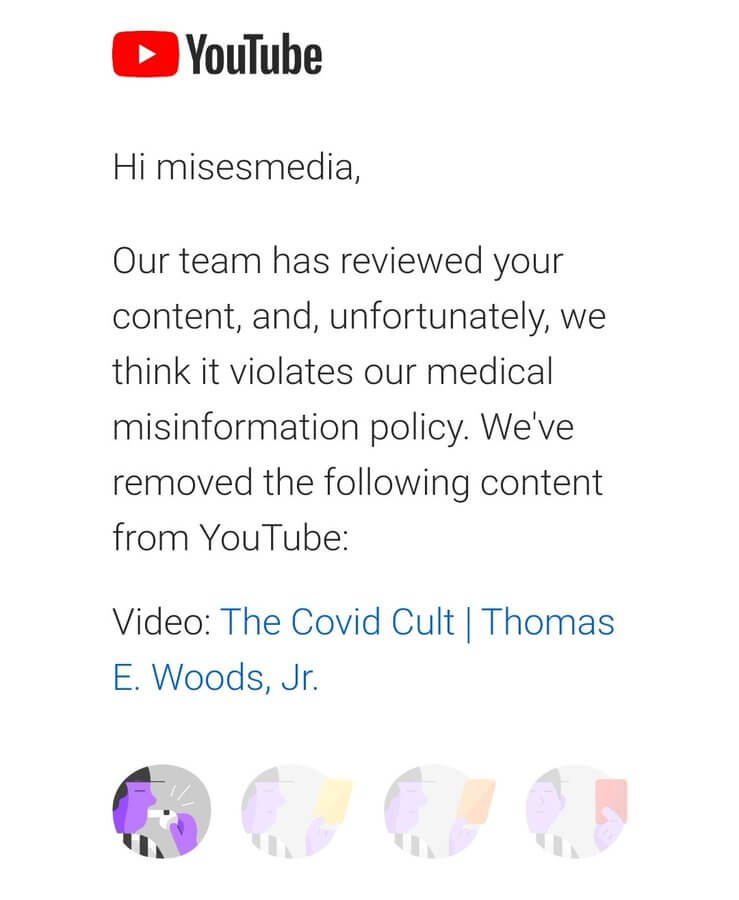 YouTube
Hi misesmedia,
Our team has reviewed your
content, and, unfortunately, we
think it violates our medical
misinformation policy. We've
removed the following content
from YouTube:
Video: The Covid Cult | Thomas
E. Woods, Jr.